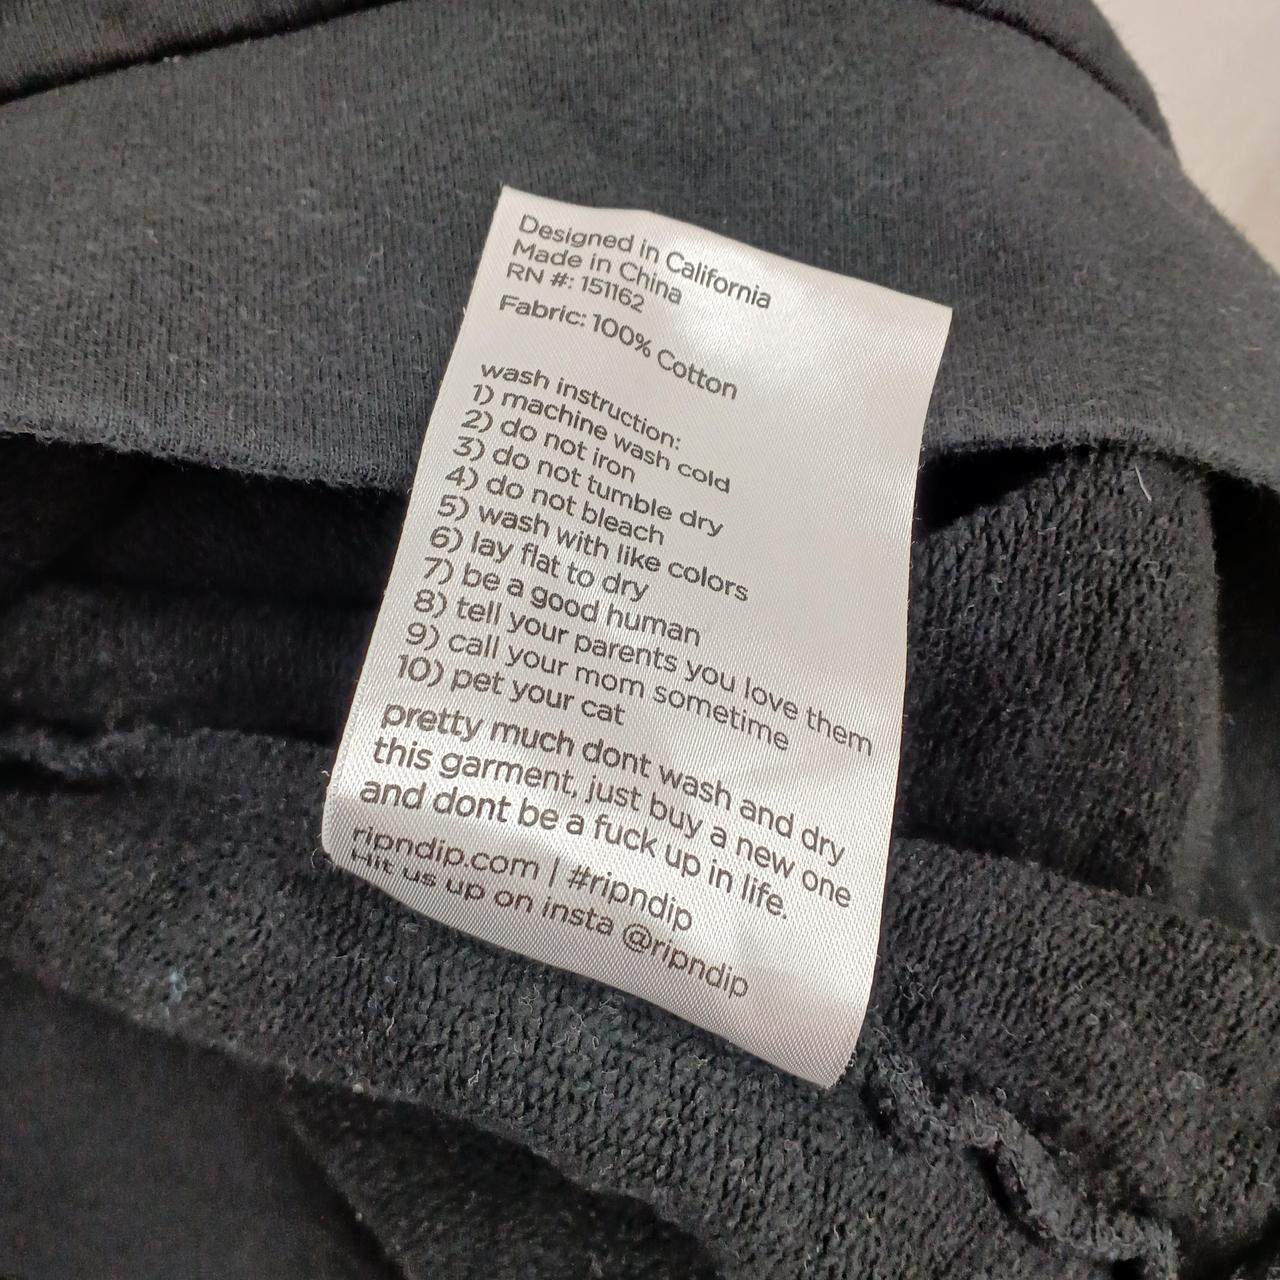 Designed in California
Made in China
RN #: 151162
Fabric: 100% Cotton
wash instruction:
1) machine wash cold
2) do not iron
3) do not tumble dry
4) do not bleach
5) wash with like colors
6) lay flat to dry
7) be a good human
8) tell your parents you love them
9) call your mom sometime
10) pet your cat
pretty much dont wash and dry
this garment, just buy a new one
and dont be a fuck up in life.
ripndip.com | #ripndip
Hit us up on insta @ripndip